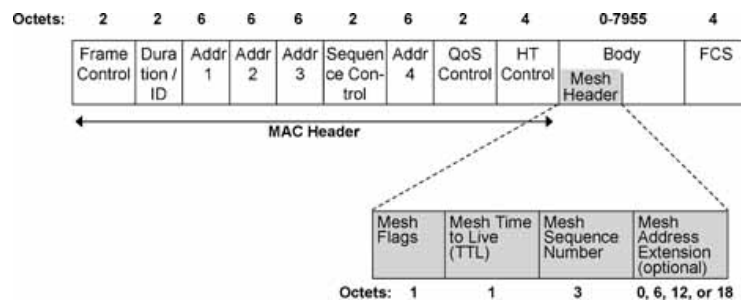 Octets: 2 2 6 6 6 2 6 2 4 0-7955 4
Frame Control
Dura tion / ID
Addr 1
Addr 2
Addr 3
Sequen ce Con- trol
Addr 4
QoS Control
HT Control
Body
Mesh Header
FCS
MAC Header
Mesh Flags
Mesh Time to Live (TTL)
Mesh Sequence Number
Mesh Address Extension (optional)
Octets: 1 1 3 0, 6, 12, or 18